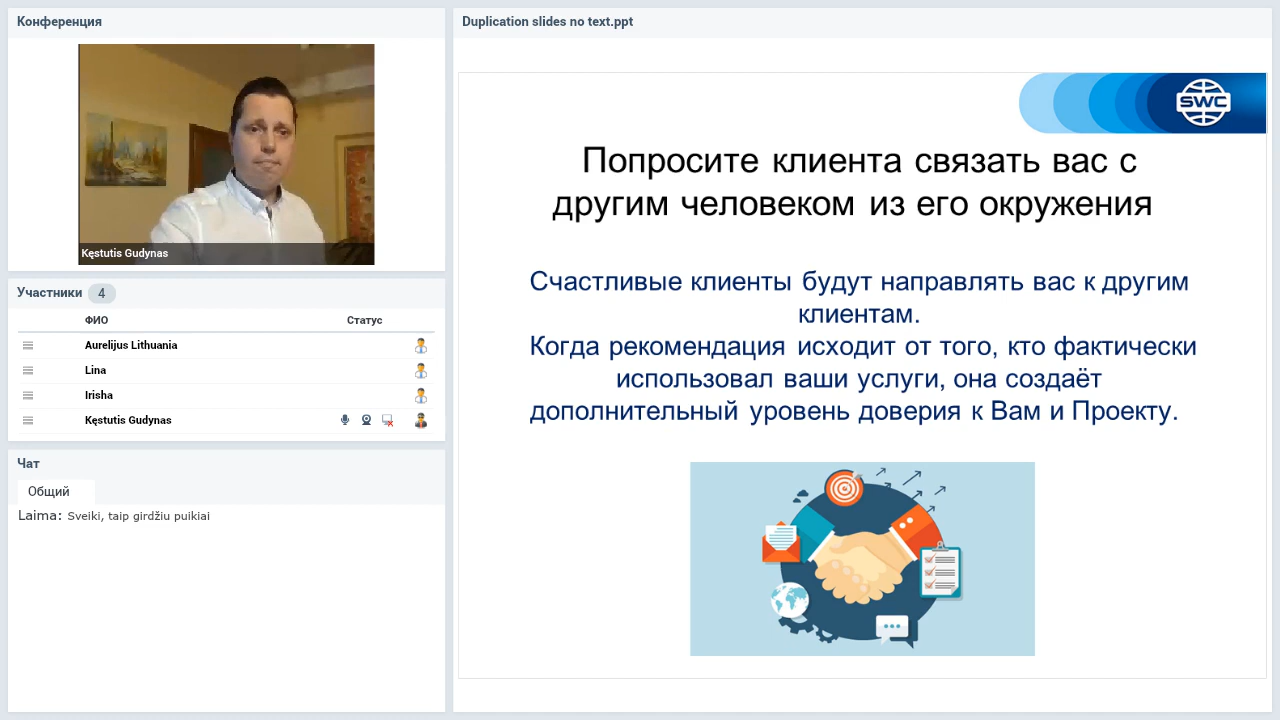 Конференция
Kęstutis Gudynas
Участники 4
ФИО Статус
Aurelijus Lithuania
Lina
Irisha
Kęstutis Gudynas
Чат
Общий
Laima: Sveiki, taip girdžiu puikiai
Duplication slides no text.ppt
SWC
Попросите клиента связать вас с
другим человеком из его окружения
Счастливые клиенты будут направлять вас к другим
клиентам.
Когда рекомендация исходит от того, кто фактически
использовал ваши услуги, она создаёт
дополнительный уровень доверия к Вам и Проекту.